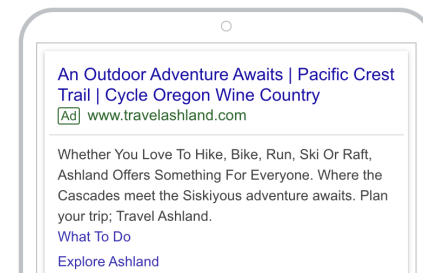 An Outdoor Adventure Awaits | Pacific Crest
Trail | Cycle Oregon Wine Country
Ad www.travelashland.com
Whether You Love To Hike, Bike, Run, Ski Or Raft,
Ashland Offers Something For Everyone. Where the
Cascades meet the Siskiyous adventure awaits. Plan
your trip; Travel Ashland.
What To Do
Explore Ashland